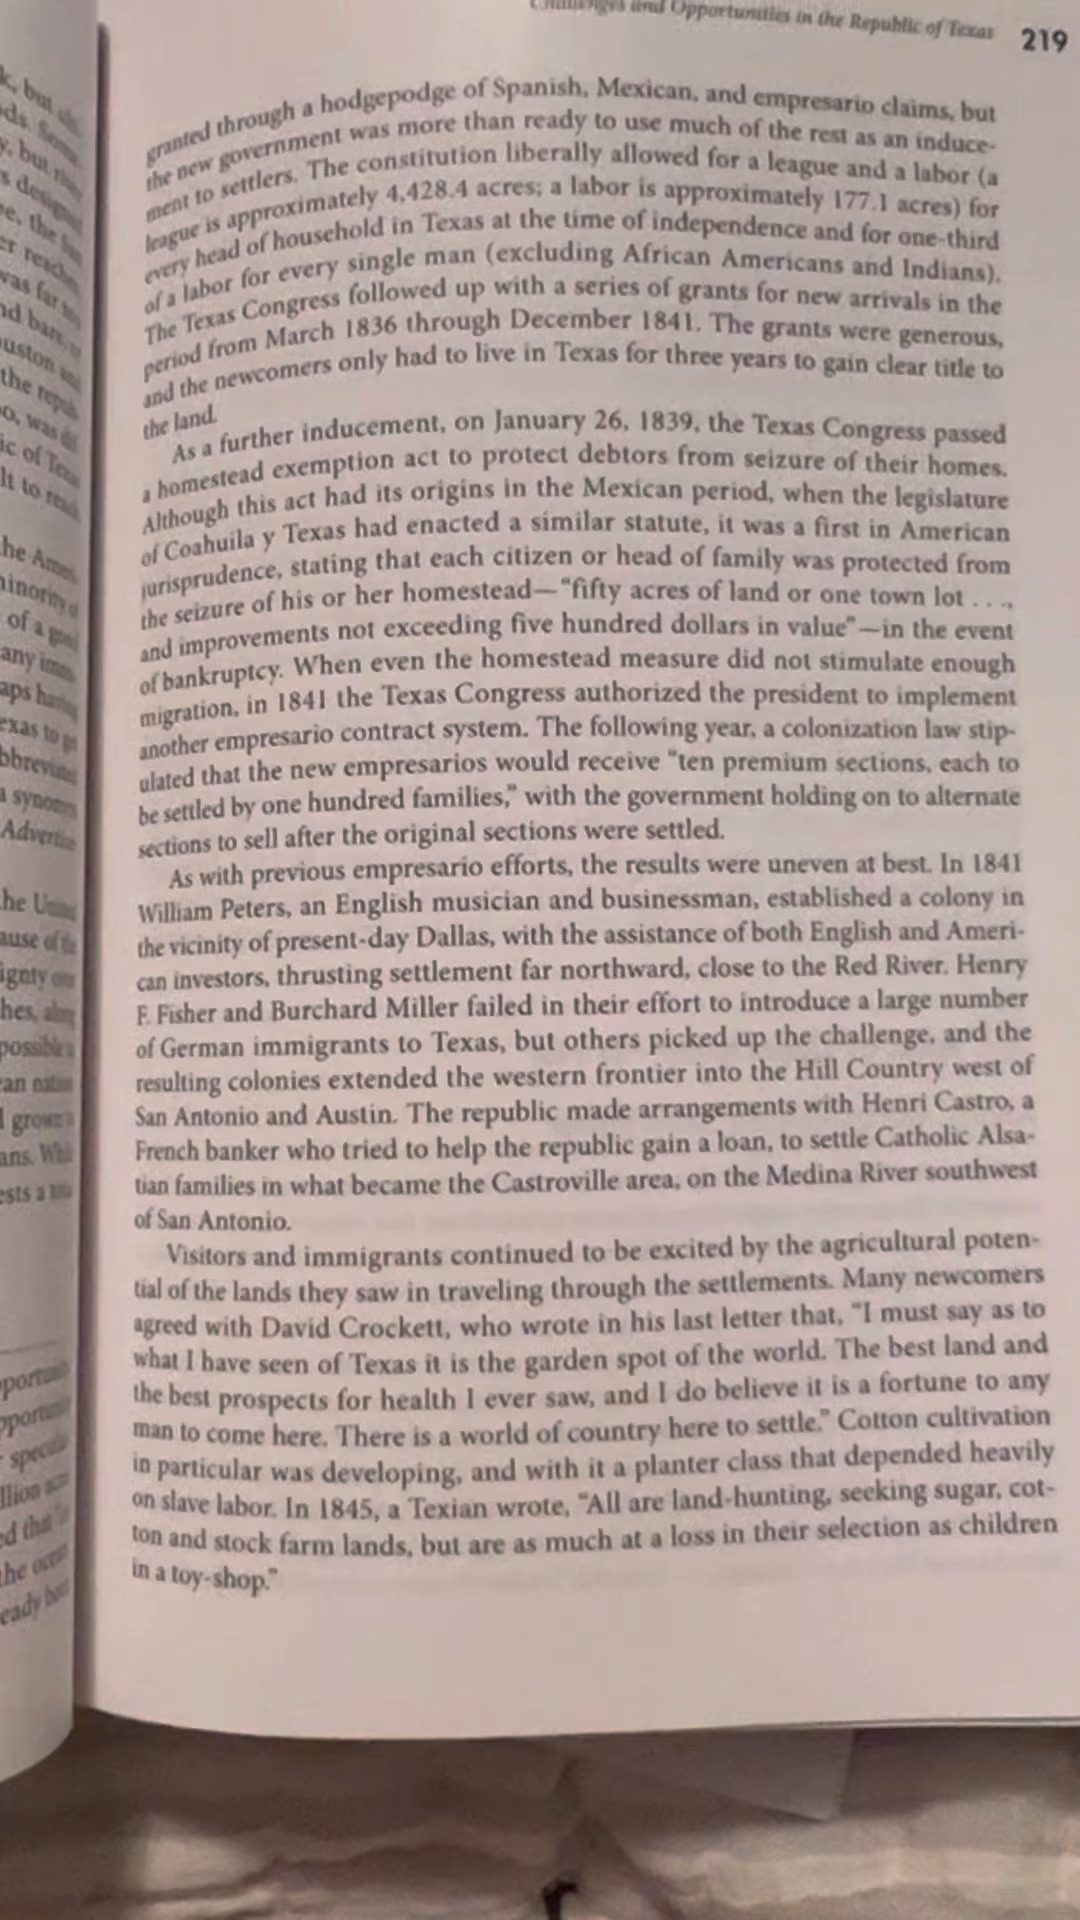 Challenges and Opportunities in the Republic of Texas 219
granted through a hodgepodge of Spanish, Mexican, and empresario claims, but
the new government was more than ready to use much of the rest as an induce-
ment to settlers. The constitution liberally allowed for a league and a labor (a
league is approximately 4,428.4 acres; a labor is approximately 177.1 acres) for
every head of household in Texas at the time of independence and for one-third
of a labor for every single man (excluding African Americans and Indians).
The Texas Congress followed up with a series of grants for new arrivals in the
period from March 1836 through December 1841. The grants were generous,
and the newcomers only had to live in Texas for three years to gain clear title to
the land.
As a further inducement, on January 26, 1839, the Texas Congress passed
a homestead exemption act to protect debtors from seizure of their homes.
Although this act had its origins in the Mexican period, when the legislature
of Coahuila y Texas had enacted a similar statute, it was a first in American
jurisprudence, stating that each citizen or head of family was protected from
the seizure of his or her homestead—"fifty acres of land or one town lot . . .,
and improvements not exceeding five hundred dollars in value"—in the event
of bankruptcy. When even the homestead measure did not stimulate enough
migration, in 1841 the Texas Congress authorized the president to implement
another empresario contract system. The following year, a colonization law stip-
ulated that the new empresarios would receive "ten premium sections, each to
be settled by one hundred families," with the government holding on to alternate
sections to sell after the original sections were settled.
As with previous empresario efforts, the results were uneven at best. In 1841
William Peters, an English musician and businessman, established a colony in
the vicinity of present-day Dallas, with the assistance of both English and Ameri-
can investors, thrusting settlement far northward, close to the Red River. Henry
F. Fisher and Burchard Miller failed in their effort to introduce a large number
of German immigrants to Texas, but others picked up the challenge, and the
resulting colonies extended the western frontier into the Hill Country west of
San Antonio and Austin. The republic made arrangements with Henri Castro, a
French banker who tried to help the republic gain a loan, to settle Catholic Alsa-
tian families in what became the Castroville area, on the Medina River southwest
of San Antonio.
Visitors and immigrants continued to be excited by the agricultural poten-
tial of the lands they saw in traveling through the settlements. Many newcomers
agreed with David Crockett, who wrote in his last letter that, "I must say as to
what I have seen of Texas it is the garden spot of the world. The best land and
the best prospects for health I ever saw, and I do believe it is a fortune to any
man to come here. There is a world of country here to settle." Cotton cultivation
in particular was developing, and with it a planter class that depended heavily
on slave labor. In 1845, a Texian wrote, "All are land-hunting, seeking sugar, cot-
ton and stock farm lands, but are as much at a loss in their selection as children
in a toy-shop."